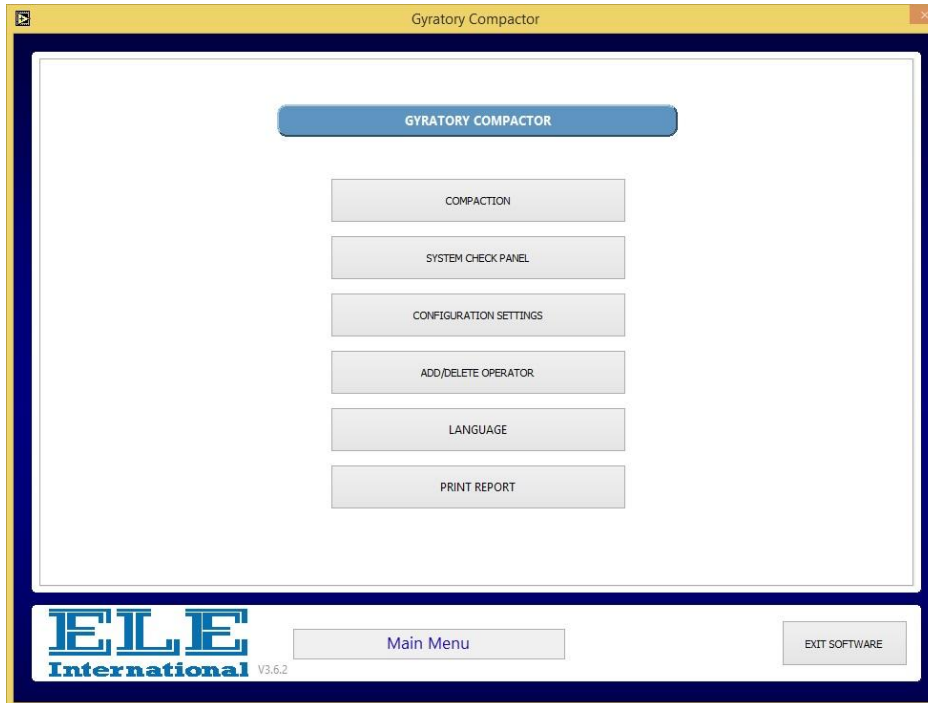 Gyratory Compactor
GYRATORY COMPACTOR
COMPACTION
SYSTEM CHECK PANEL
CONFIGURATION SETTINGS
ADD/DELETE OPERATOR
LANGUAGE
PRINT REPORT
ELE
International V3.6.2
Main Menu
EXIT SOFTWARE